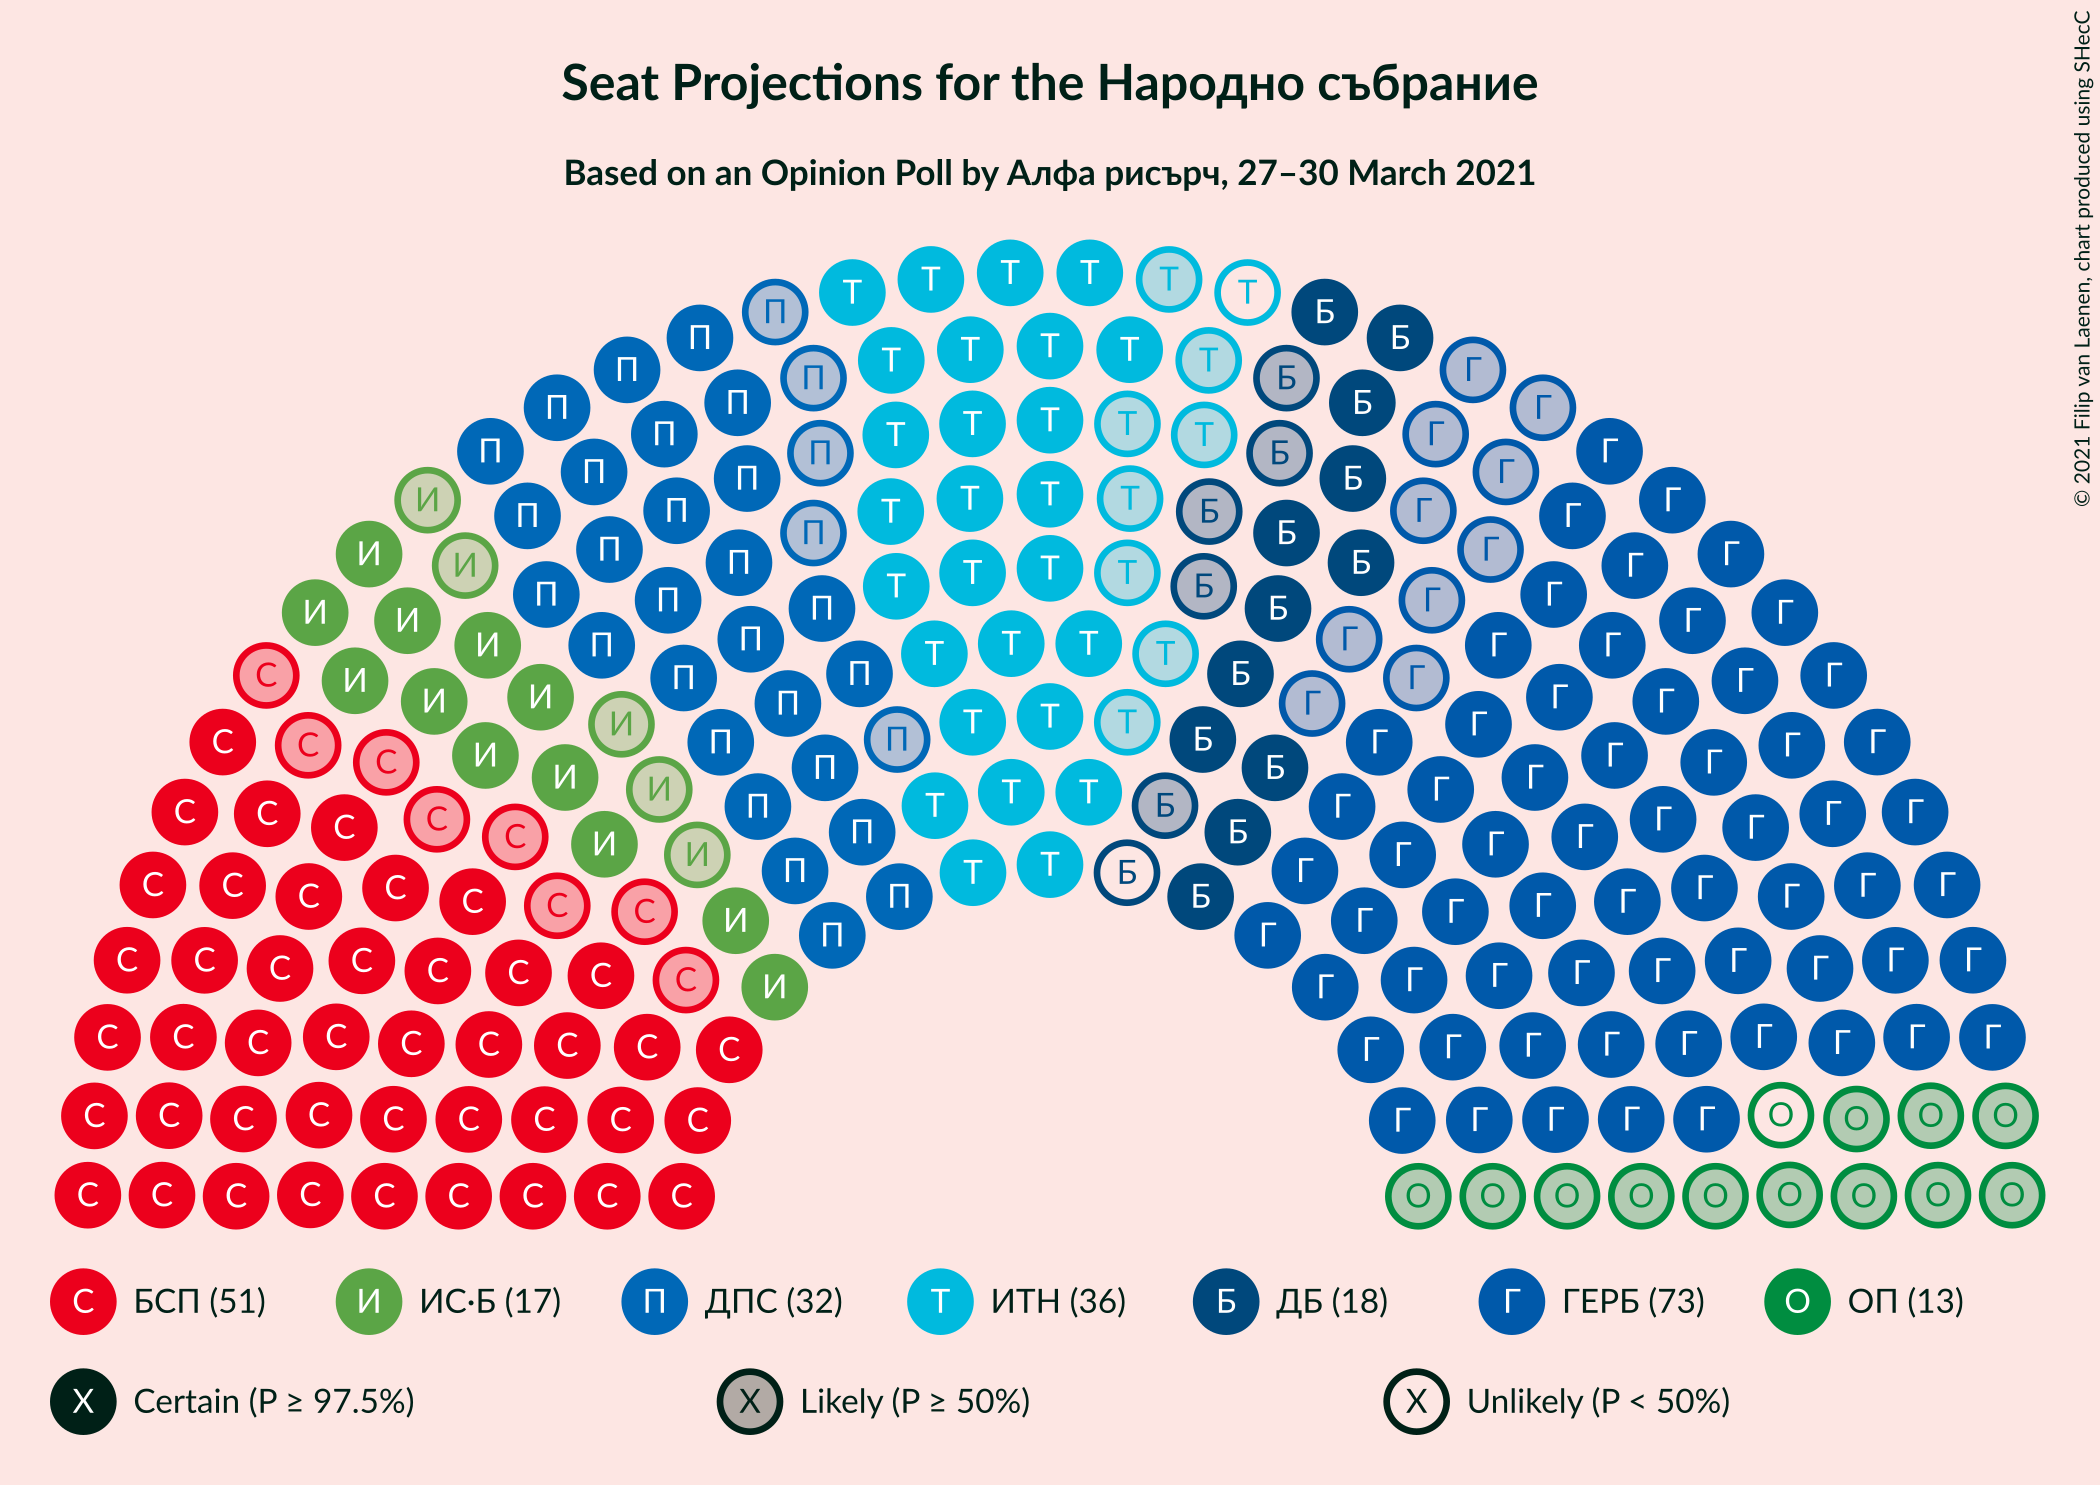 Seat Projections for the Народно събрание
Based on an Opinion Poll by Алфа рисърч, 27–30 March 2021
© 2021 Filip van Laenen, chart produced using SHecC
Т Т Т Т Т Т
П Б Б
П Г
П Т Т Т Т Т Г
П П Б Б
П Т Т Т Т Т Г Г
И П П П Б Б Г Г
И П П П Т Т Т Т Б Г Г Г
И П П П Т Т Т Т Б Б Б Г Г Г
И И П П П Т Т Т Т Б Г Г Г Г
С И И П П П П Б Г Г Г Г Г Г
С С И И И П П П Т Т Т Б Б Г Г Г Г Г Г
С С С С И И И П П П Т Т Т Б Б Г Г Г Г Г Г Г
С С С С С С И И П П Т Т Б Г Г Г Г Г Г Г
С С С С С С С И П П Б Б Г Г Г Г Г Г Г Г
С С С С С С С С И Г Г Г Г Г Г Г Г Г
С С С С С С С С С Г Г Г Г Г Г Г Г Г
С С С С С С С С С Г Г Г Г Г О О О О
С С С С С С С С С О О О О О О О О О
С БСП (51) И ИС·Б (17) П ДПС (32) Т ИТН (36) Б ДБ (18) Г ГЕРБ (73) О ОП (13)
X Certain (P ≥ 97.5%) X Likely (P ≥ 50%) X Unlikely (P < 50%)